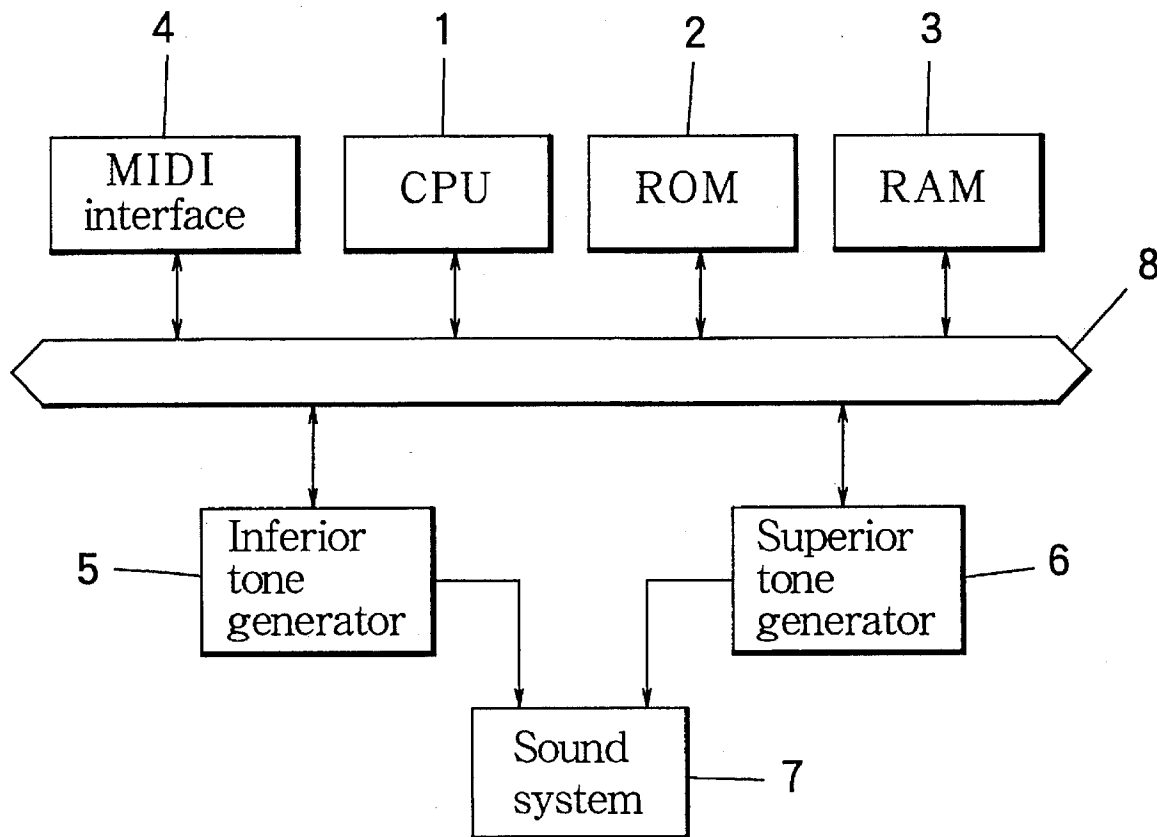 4
1
2
3
MIDI
interface
CPU
ROM
RAM
8
Inferior
tone
generator
5
Superior
tone
generator
6
Sound
system
7